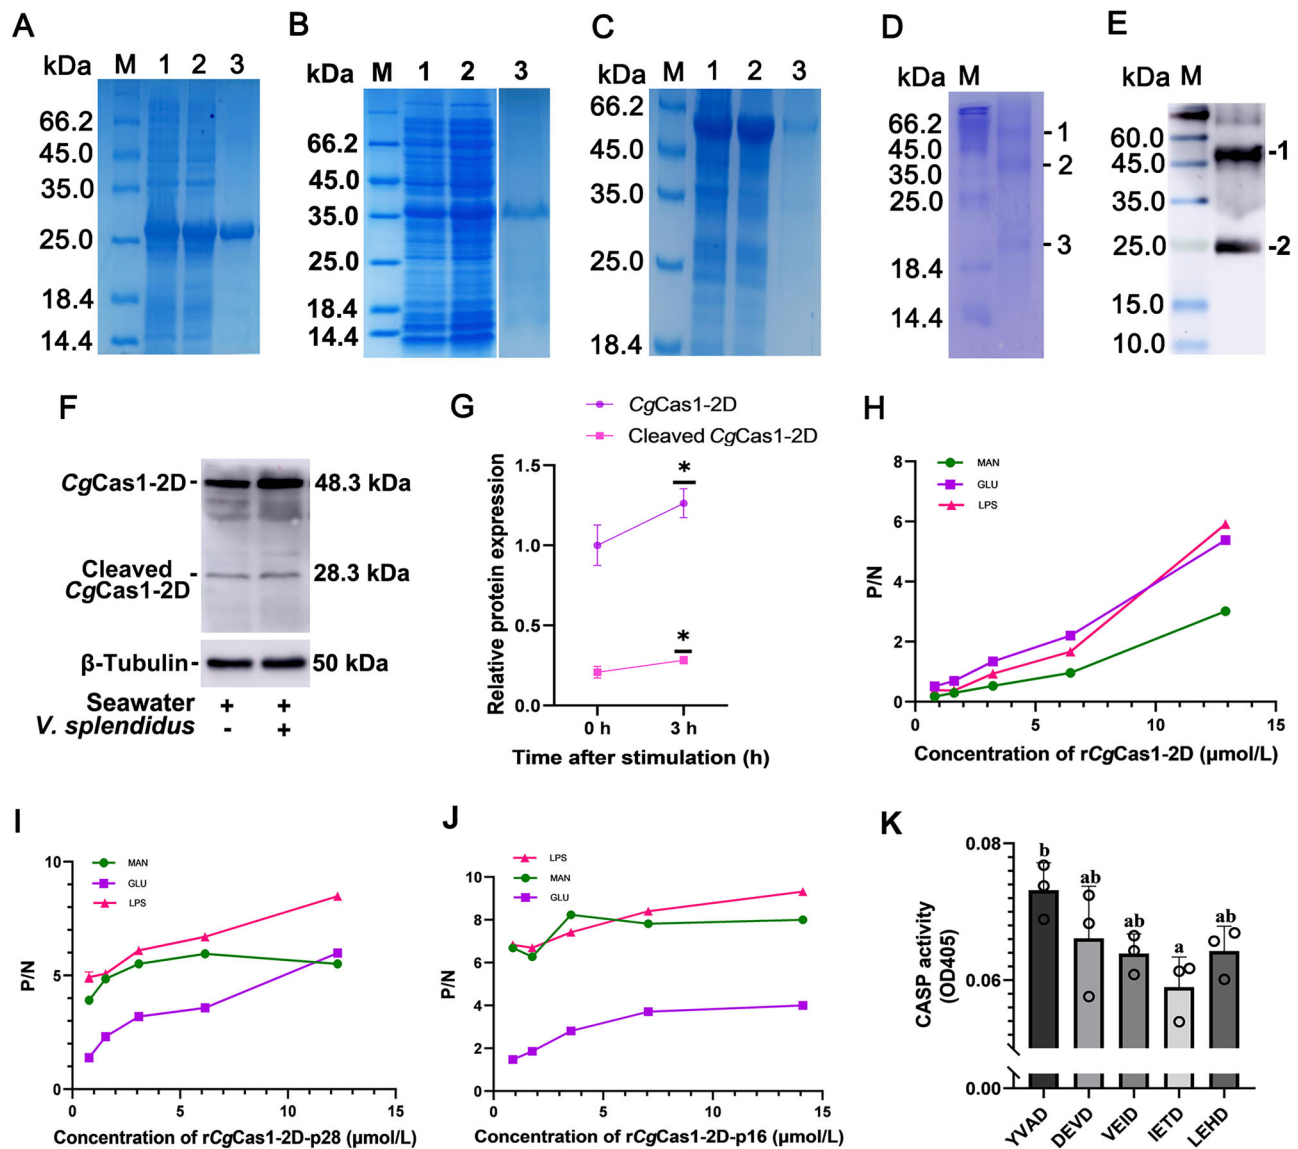 A
kDa M 1 2 3
66.2
45.0
35.0
25.0
18.4
14.4
B
kDa M 1 2 3
66.2
45.0
35.0
25.0
18.4
14.4
C
kDa M 1 2 3
66.2
45.0
35.0
25.0
18.4
D
kDa M
66.2
45.0
35.0
25.0
18.4
14.4
-1
-2
-3
E
kDa M
60.0
45.0
35.0
25.0
15.0
10.0
-1
-2
F
CgCas1-2D- 48.3 kDa
Cleaved
CgCas1-2D - 28.3 kDa
β-Tubulin- 50 kDa
Seawater + +
V. splendidus - +
G
CgCas1-2D
Cleaved CgCas1-2D
Relative protein expression
1.5
1.0
0.5
0.0
*
*
0 h 3 h
Time after stimulation (h)
H
MAN
GLU
LPS
P/N
8
6
4
2
0
0 5 10 15
Concentration of rCgCas1-2D (μmol/L)
I
MAN
GLU
LPS
P/N
10
5
0
0 5 10 15
Concentration of rCgCas1-2D-p28 (μmol/L)
J
LPS
MAN
GLU
P/N
10
8
6
4
2
0
0 5 10 15
Concentration of rCgCas1-2D-p16 (μmol/L)
K
CASP activity
(OD405)
0.08
0.06
0.00
b ab ab a ab
YVAD DEVD VEID IETD LEHD